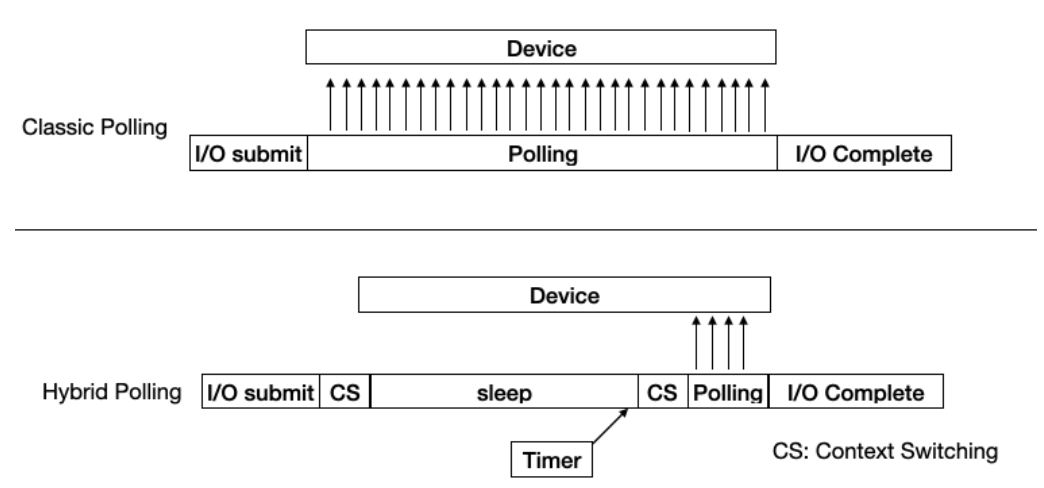 Device
Classic Polling
I/O submit Polling I/O Complete
Device
Hybrid Polling I/O submit CS sleep CS Polling I/O Complete
Timer
CS: Context Switching